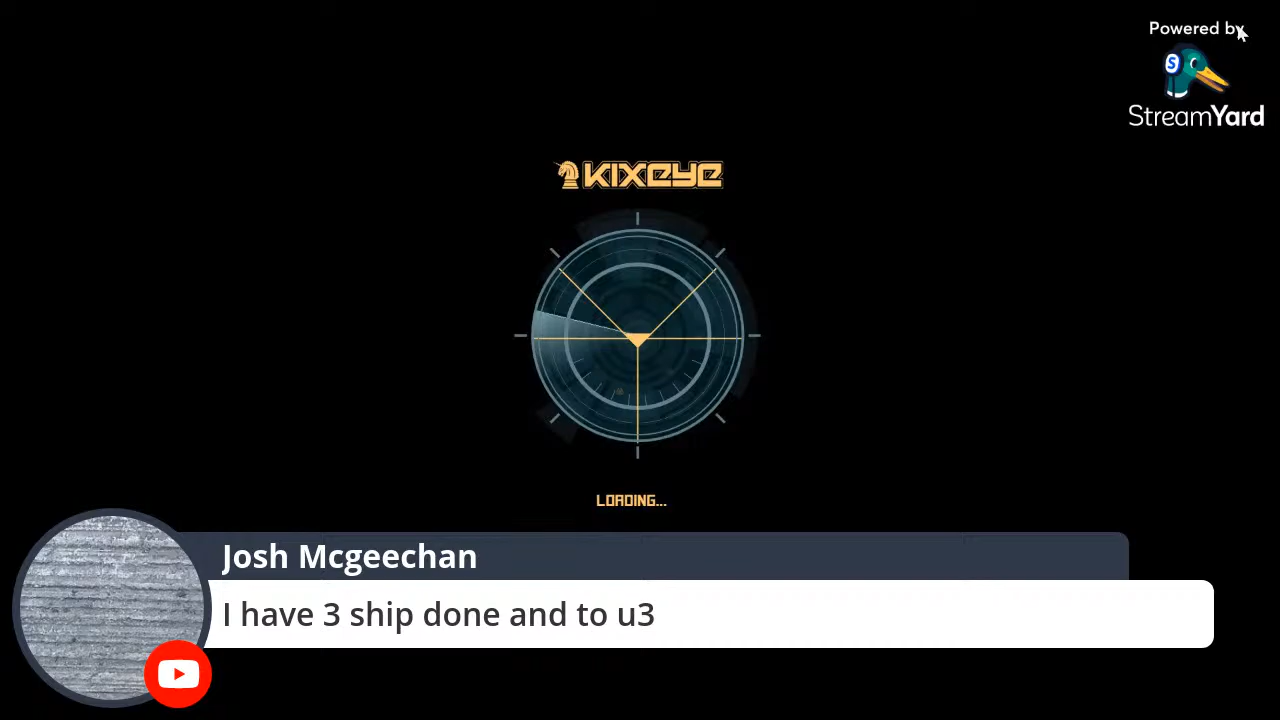 Powered by
StreamYard
KIXEYE
LOADING...
Josh Mcgeechan
I have 3 ship done and to u3